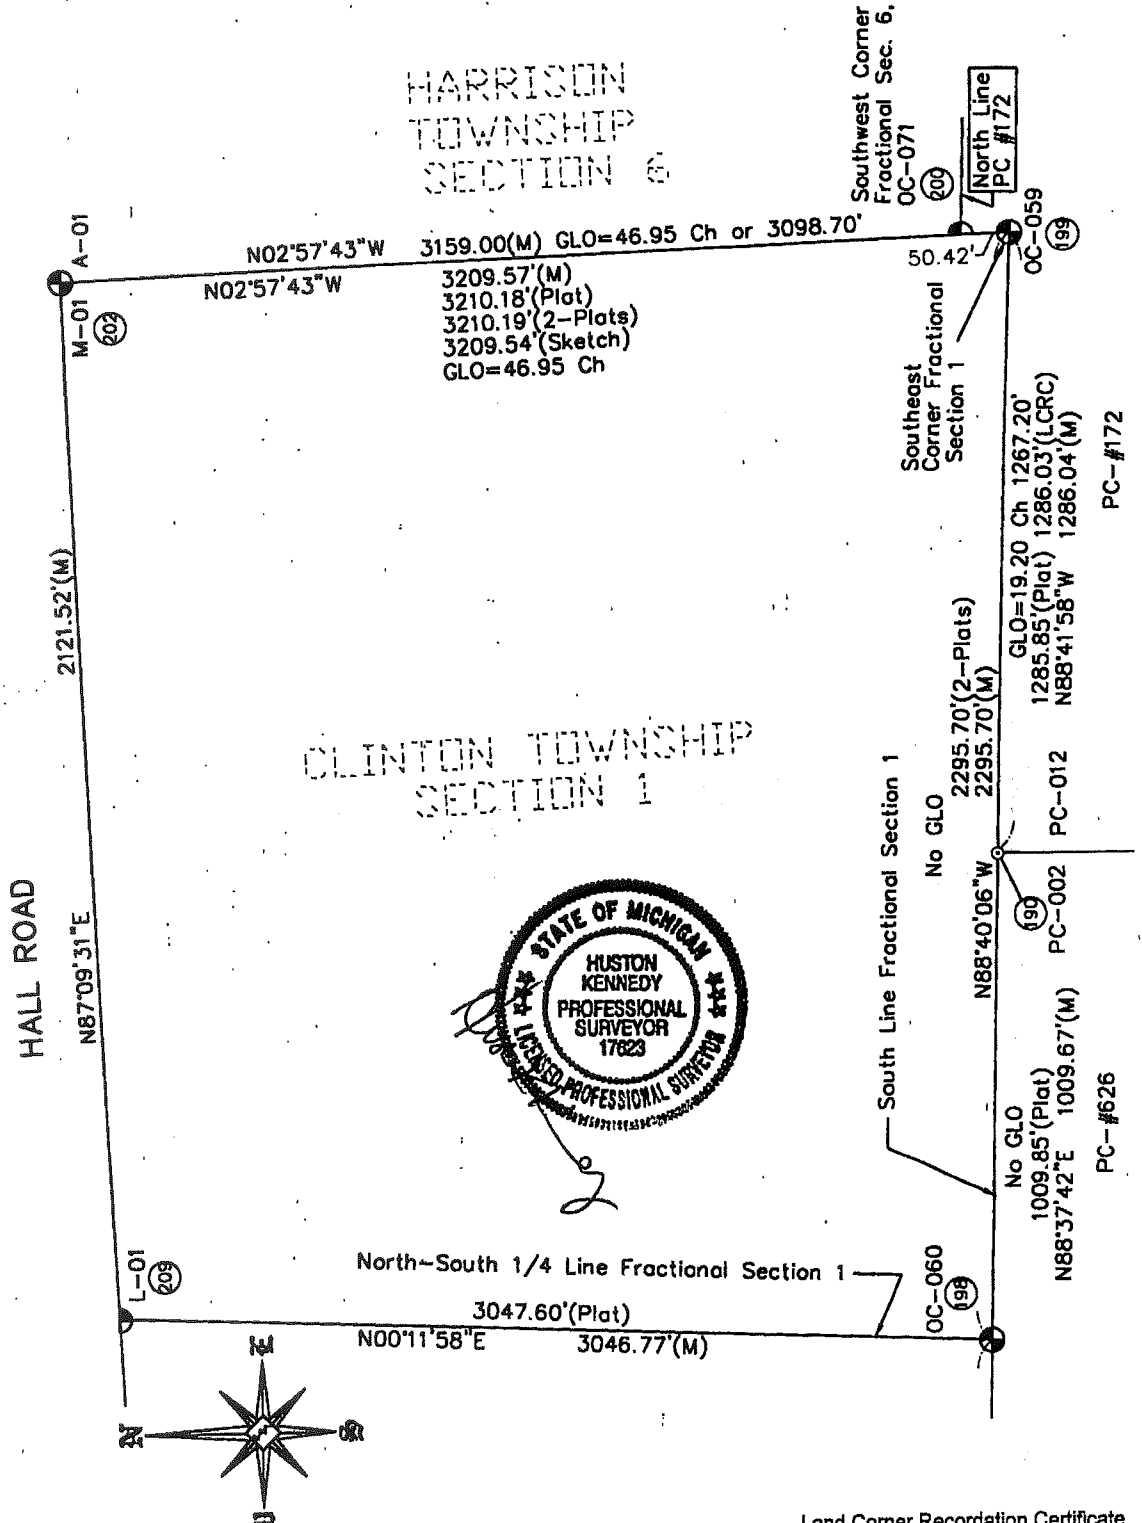 HARRISON
TOWNSHIP
SECTION 6
Southwest Corner
Fractional Sec. 6,
OC-071
200
North Line
PC #172
A-01
M-01
202
N02°57'43"W 3159.00(M) GLO=46.95 Ch or 3098.70'
N02°57'43"W
3209.57'(M)
3210.18'(Plat)
3210.19'(2-Plats)
3209.54'(Sketch)
GLO=46.95 Ch
50.42'
OC-059
199
Southeast
Corner Fractional
Section 1
HALL ROAD
N87°09'31"E
2121.52'(M)
CLINTON TOWNSHIP
SECTION 1
GLO=19.20 Ch 1267.20'
1285.85'(Plat) 1286.03'(LCRC)
N88°41'58"W 1286.04'(M)
PC-#172
No GLO
2295.70'(2-Plats)
2295.70'(M)
N88°40'06"W
South Line Fractional Section 1
190
PC-002
PC-012
STATE OF MICHIGAN
HUSTON
KENNEDY
PROFESSIONAL
SURVEYOR
17623
LICENSED PROFESSIONAL SURVEYOR
No GLO
1009.85'(Plat)
N88°37'42"E 1009.67'(M)
PC-#626
L-01
209
North-South 1/4 Line Fractional Section 1
3047.60'(Plat)
N00°11'58"E 3046.77'(M)
OC-060
198
N
E
S
Land Corner Recordation Certificate